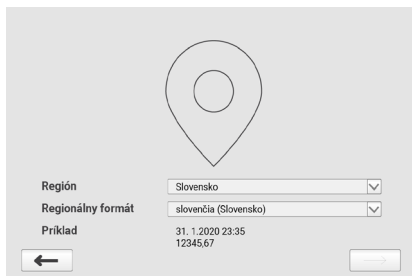 Región
Slovensko
Regionálny formát
slovenčia (Slovensko)
Príklad
31. 1.2020 23:35
12345,67